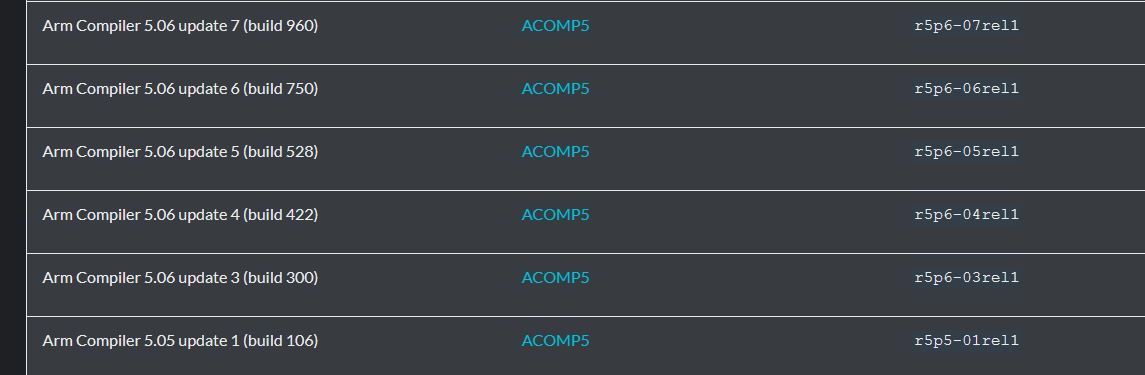 Arm Compiler 5.06 update 7 (build 960) ACOMP5 r5p6-07rel1
Arm Compiler 5.06 update 6 (build 750) ACOMP5 r5p6-06rel1
Arm Compiler 5.06 update 5 (build 528) ACOMP5 r5p6-05rel1
Arm Compiler 5.06 update 4 (build 422) ACOMP5 r5p6-04rel1
Arm Compiler 5.06 update 3 (build 300) ACOMP5 r5p6-03rel1
Arm Compiler 5.05 update 1 (build 106) ACOMP5 r5p5-01rel1